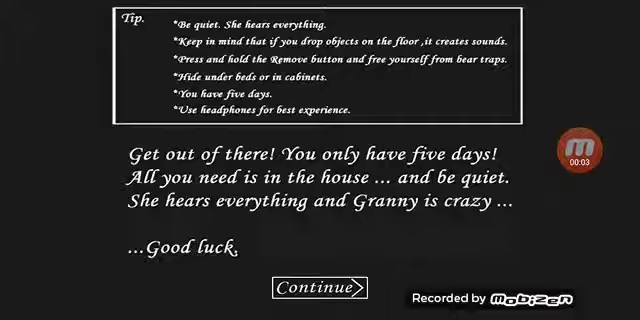 Tip.
*Be quiet. She hears everything.
*Keep in mind that if you drop objects on the floor ,it creates sounds.
*Press and hold the Remove button and free yourself from bear traps.
*Hide under beds or in cabinets.
*You have five days.
*Use headphones for best experience.
Get out of there! You only have five days!
All you need is in the house ... and be quiet.
She hears everything and Granny is crazy ...
...Good luck.
Continue
00:03
Recorded by Mobizen